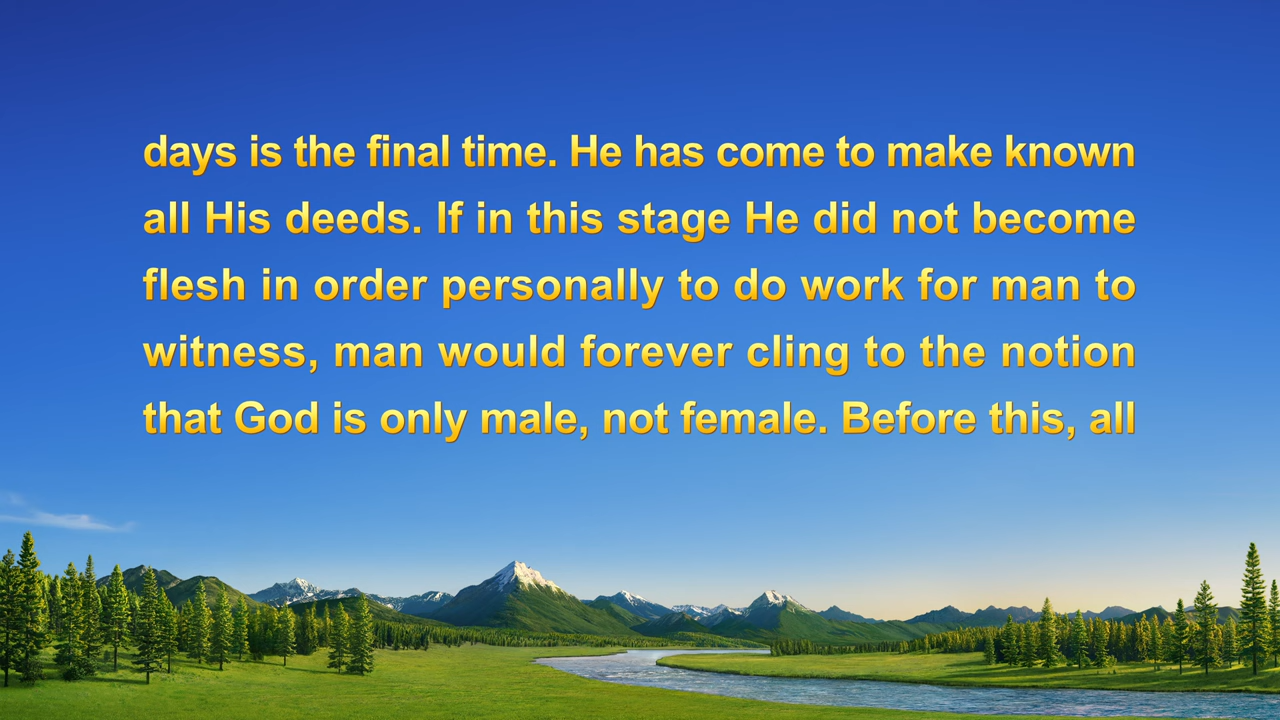 days is the final time. He has come to make known
all His deeds. If in this stage He did not become
flesh in order personally to do work for man to
witness, man would forever cling to the notion
that God is only male, not female. Before this, all